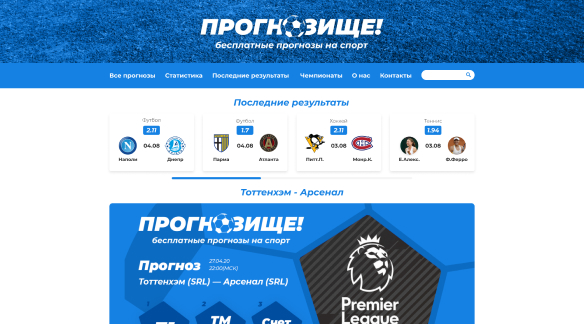 ПРОГНОЗИЩЕ!
бесплатные прогнозы на спорт
Все прогнозы Статистика Последние результаты Чемпионаты О нас Контакты
Последние результаты
Футбол
2.11
04.08
Наполи Днепр
Футбол
1.7
04.08
Парма Атланта
Хоккей
2.11
03.08
Питт.П. Монр.К.
Теннис
1.94
03.08
Е.Алекс. Ф.Ферро
Тоттенхэм - Арсенал
ПРОГНОЗИЩЕ!
бесплатные прогнозы на спорт
Прогноз
27.04.20
22:00(МСК)
Тоттенхэм (SRL) — Арсенал (SRL)
Premier
League
1 2 3
ТМ
Счет